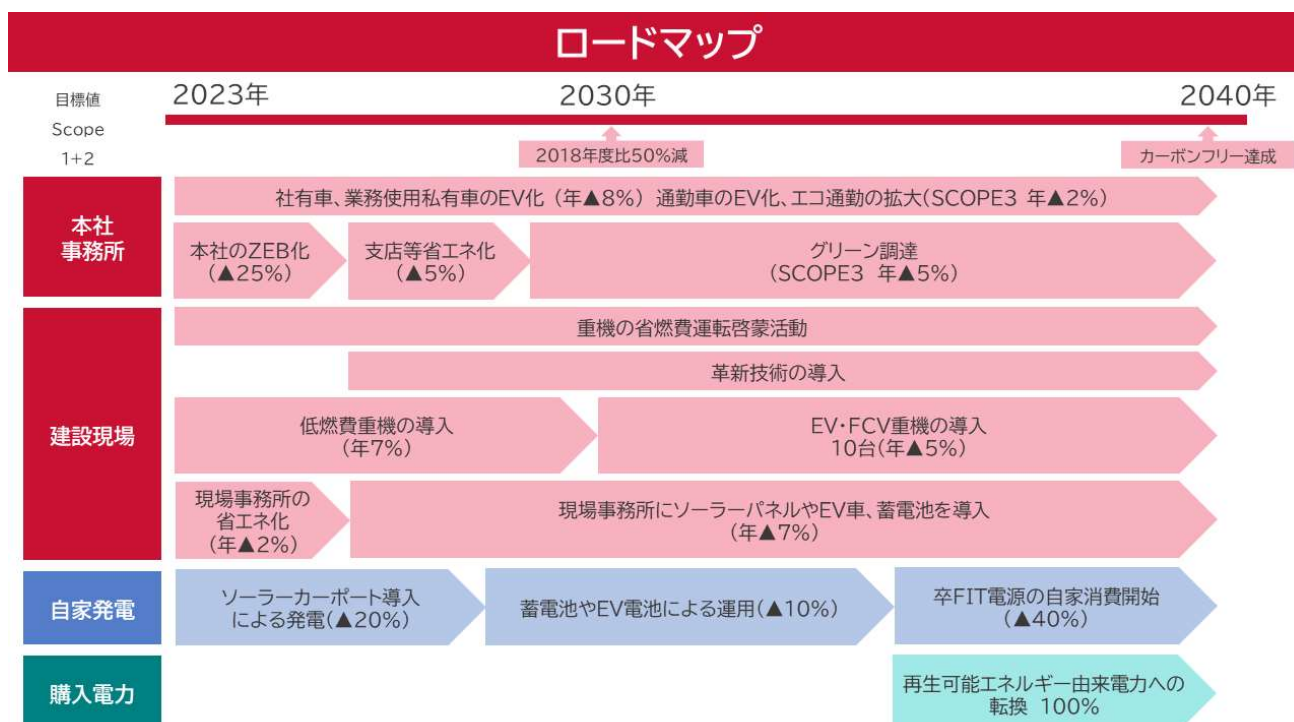 ロードマップ
目標値
Scope
1+2
2023年
2030年
2040年
2018年度比50%減
カーボンフリー達成
本社
事務所
社有車、業務使用私有車のEV化 (年▲8%) 通勤車のEV化、エコ通勤の拡大(SCOPE3 年▲2%)
本社のZEB化
(▲25%)
支店等省エネ化
(▲5%)
グリーン調達
(SCOPE3 年▲5%)
建設現場
重機の省燃費運転啓蒙活動
革新技術の導入
低燃費重機の導入
(年7%)
EV・FCV重機の導入
10台(年▲5%)
現場事務所の
省エネ化
(年▲2%)
現場事務所にソーラーパネルやEV車、蓄電池を導入
(年▲7%)
自家発電
ソーラーカーポート導入
による発電(▲20%)
蓄電池やEV電池による運用(▲10%)
卒FIT電源の自家消費開始
(▲40%)
購入電力
再生可能エネルギー由来電力への
転換 100%